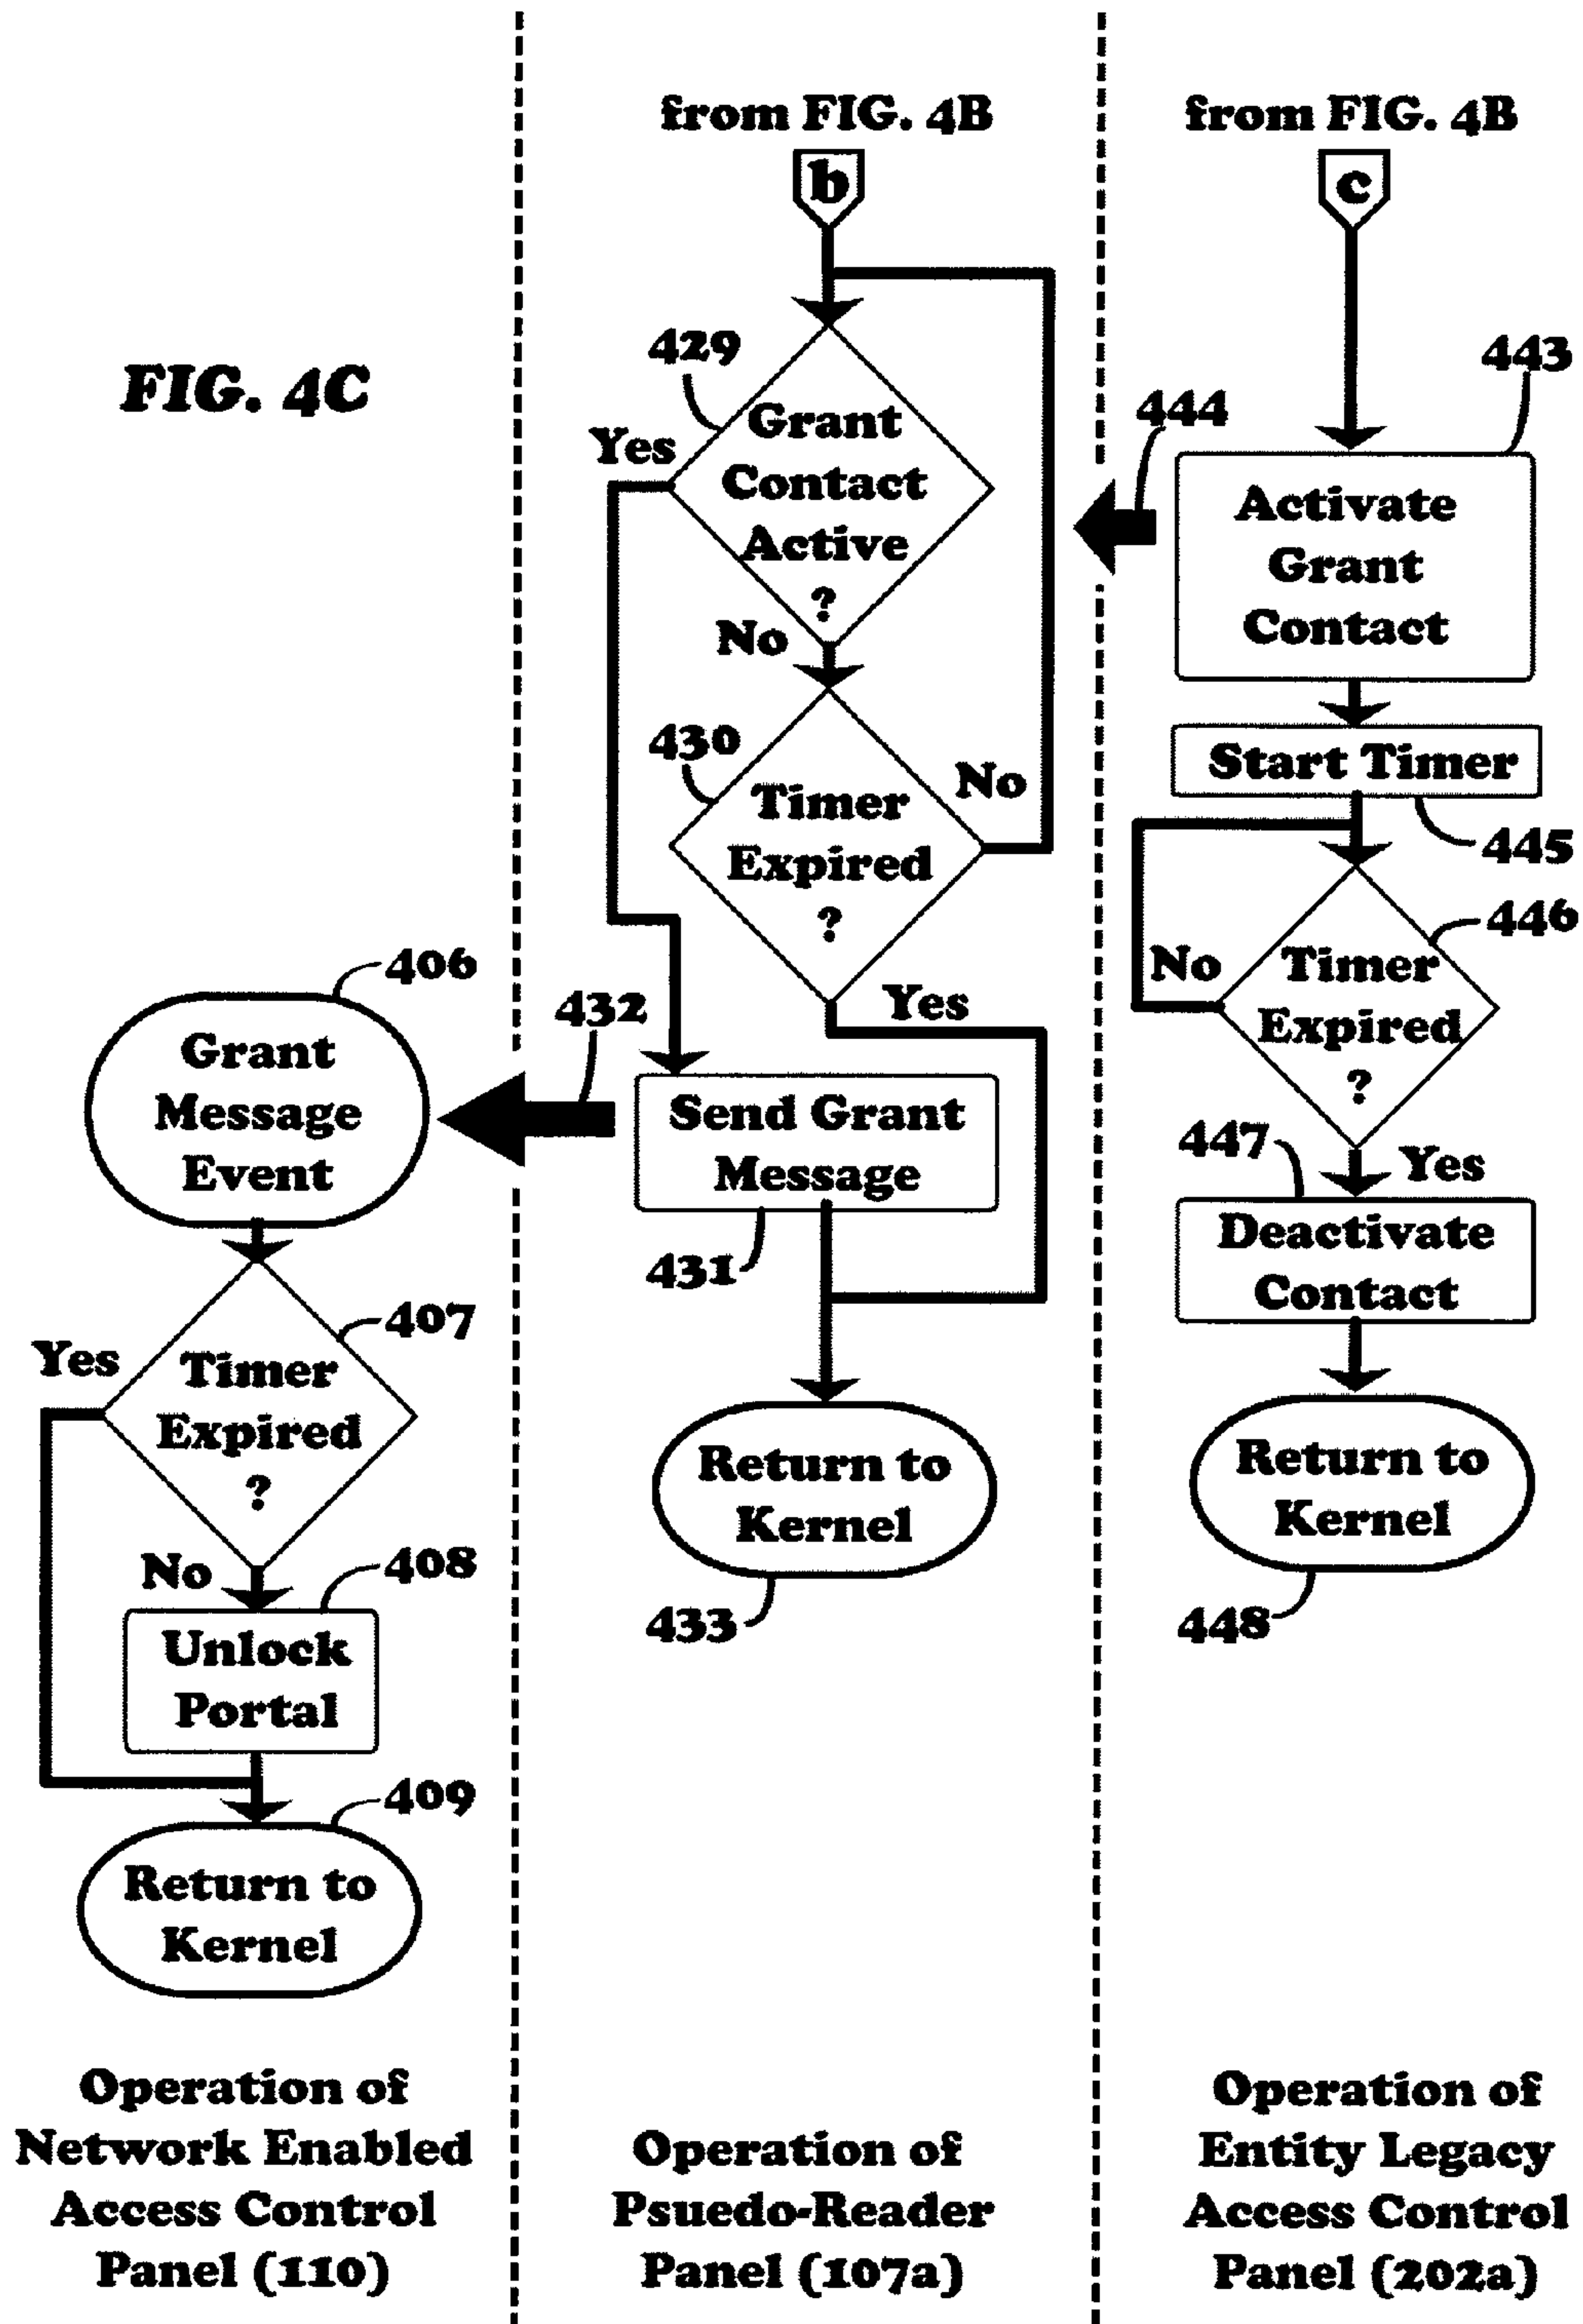 FIG. 4C
406
Grant
Message
Event
407
Yes
Timer
Expired
?
No
408
Unlock
Portal
409
Return to
Kernel
Operation of
Network Enabled
Access Control
Panel (110)
from FIG. 4B
b
429
Yes
Grant
Contact
Active
?
No
430
Timer
Expired
?
No
Yes
432
Send Grant
Message
431
Return to
Kernel
433
Operation of
Psuedo-Reader
Panel (107a)
from FIG. 4B
c
443
444
Activate
Grant
Contact
Start Timer
445
446
No
Timer
Expired
?
447
Yes
Deactivate
Contact
Return to
Kernel
448
Operation of
Entity Legacy
Access Control
Panel (202a)